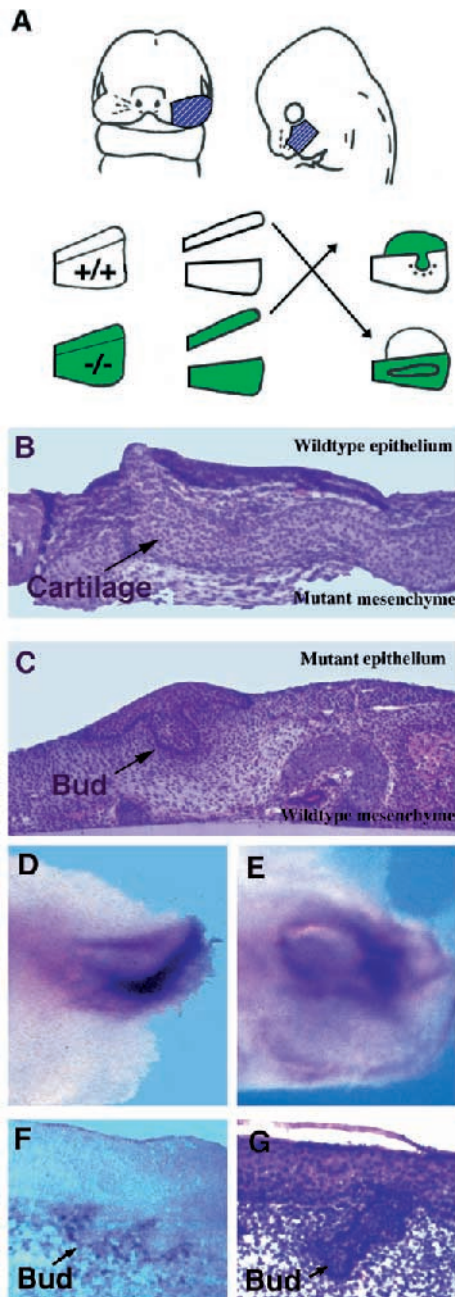 A
+/+
-/-
B
Wildtype epithelium
Cartilage
Mutant mesenchyme
C
Mutant epithelium
Bud
Wildtype mesenchyme
D
E
F
G
Bud
Bud